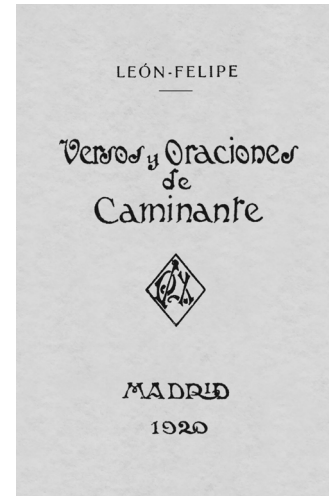 LEÓN-FELIPE
Versos y Oraciones
de
Caminante
MADRID
1920